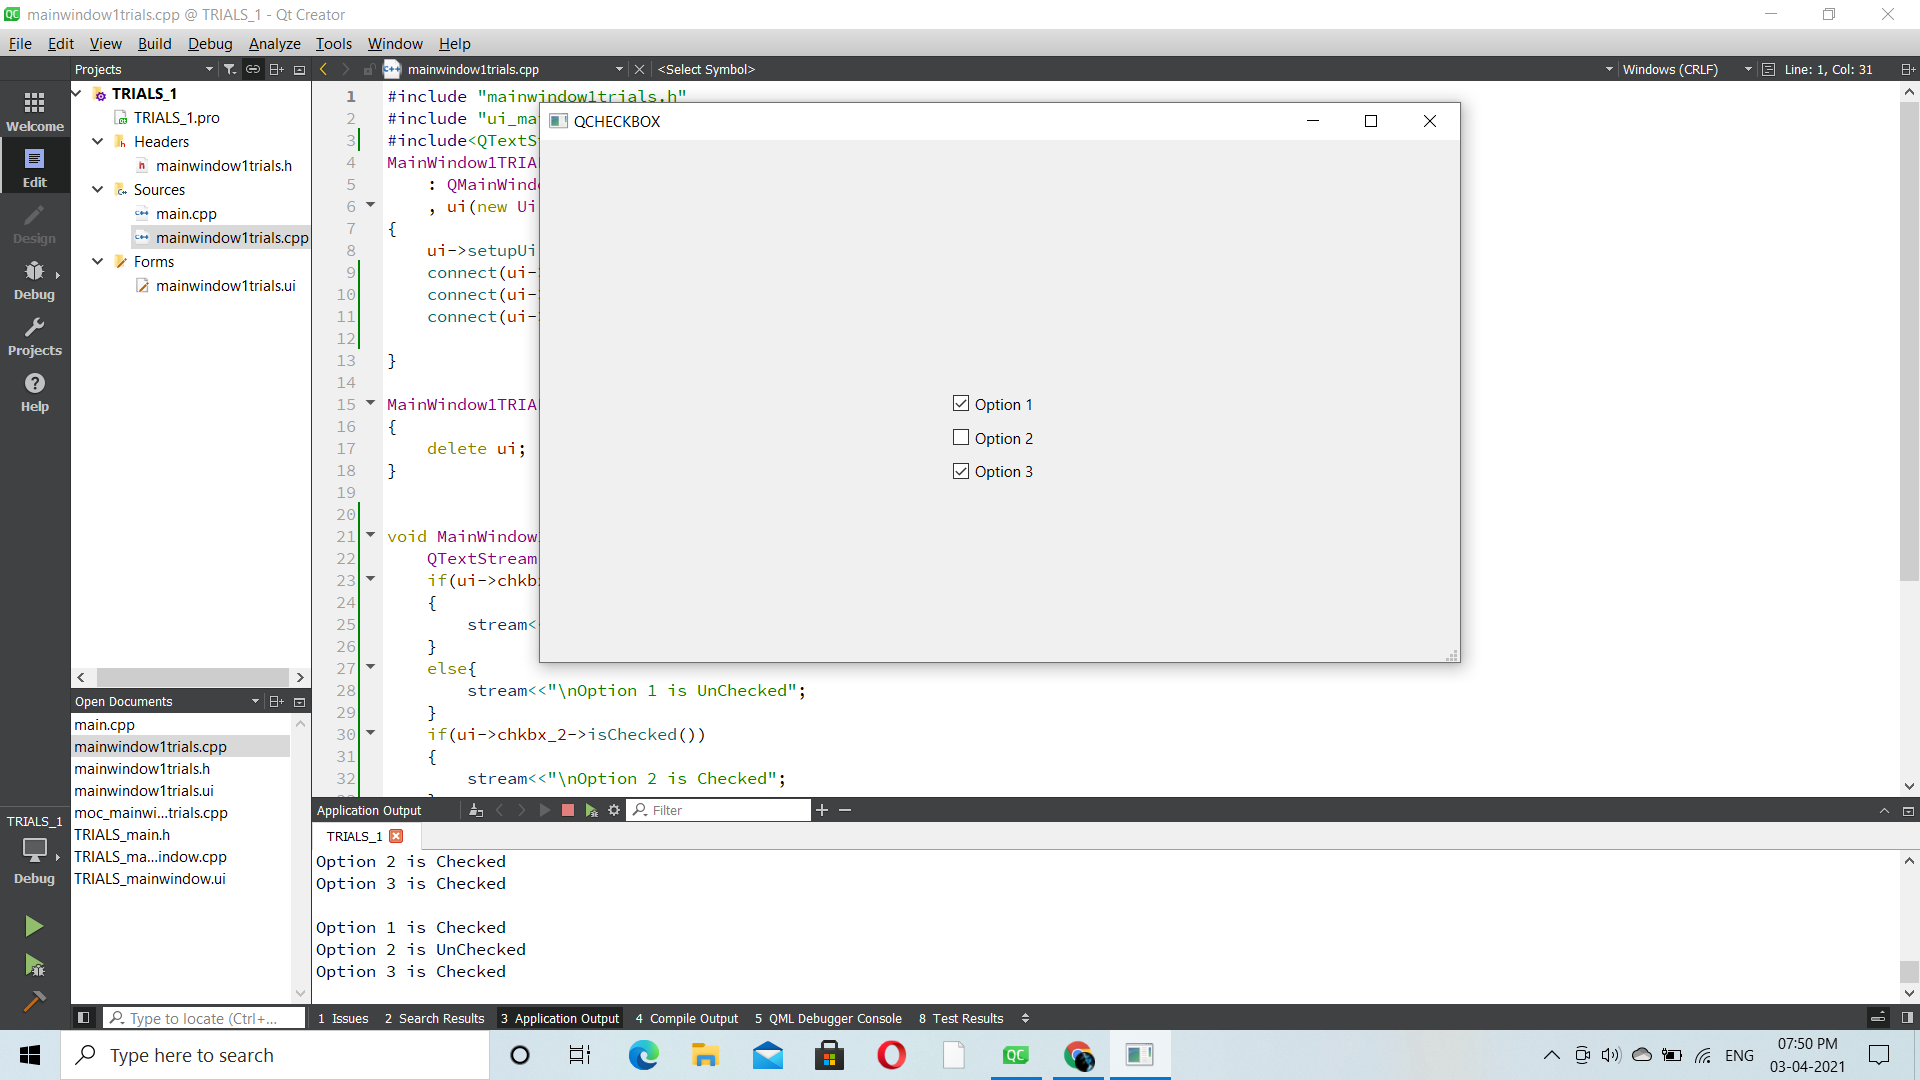 mainwindow1trials.cpp @ TRIALS_1 - Qt Creator
File Edit View Build Debug Analyze Tools Window Help
Projects
mainwindow1trials.cpp
<Select Symbol>
Windows (CRLF)
Line: 1, Col: 31
Welcome
Edit
Design
Debug
Projects
Help
TRIALS_1
Debug
TRIALS_1
TRIALS_1.pro
Headers
mainwindow1trials.h
Sources
main.cpp
mainwindow1trials.cpp
Forms
mainwindow1trials.ui
Open Documents
main.cpp
mainwindow1trials.cpp
mainwindow1trials.h
mainwindow1trials.ui
moc_mainwi...trials.cpp
TRIALS_main.h
TRIALS_ma...indow.cpp
TRIALS_mainwindow.ui
1 #include "mainwindow1trials.h"
2 #include "ui_ma
3 #include<QTextS
4 MainWindow1TRIA
5 : QMainWind
6 , ui(new Ui
7 {
8 ui->setupUi
9 connect(ui-
10 connect(ui-
11 connect(ui-
12
13 }
14
15 MainWindow1TRIA
16 {
17 delete ui;
18 }
19
20
21 void MainWindow
22 QTextStream
23 if(ui->chkb
24 {
25 stream<
26 }
27 else{
28 stream<<"\nOption 1 is UnChecked";
29 }
30 if(ui->chkbx_2->isChecked())
31 {
32 stream<<"\nOption 2 is Checked";
QCHECKBOX
Option 1
Option 2
Option 3
Application Output
Filter
TRIALS_1
Option 2 is Checked
Option 3 is Checked
Option 1 is Checked
Option 2 is UnChecked
Option 3 is Checked
Type to locate (Ctrl+...
1 Issues
2 Search Results
3 Application Output
4 Compile Output
5 QML Debugger Console
8 Test Results
Type here to search
QC
ENG
07:50 PM
03-04-2021